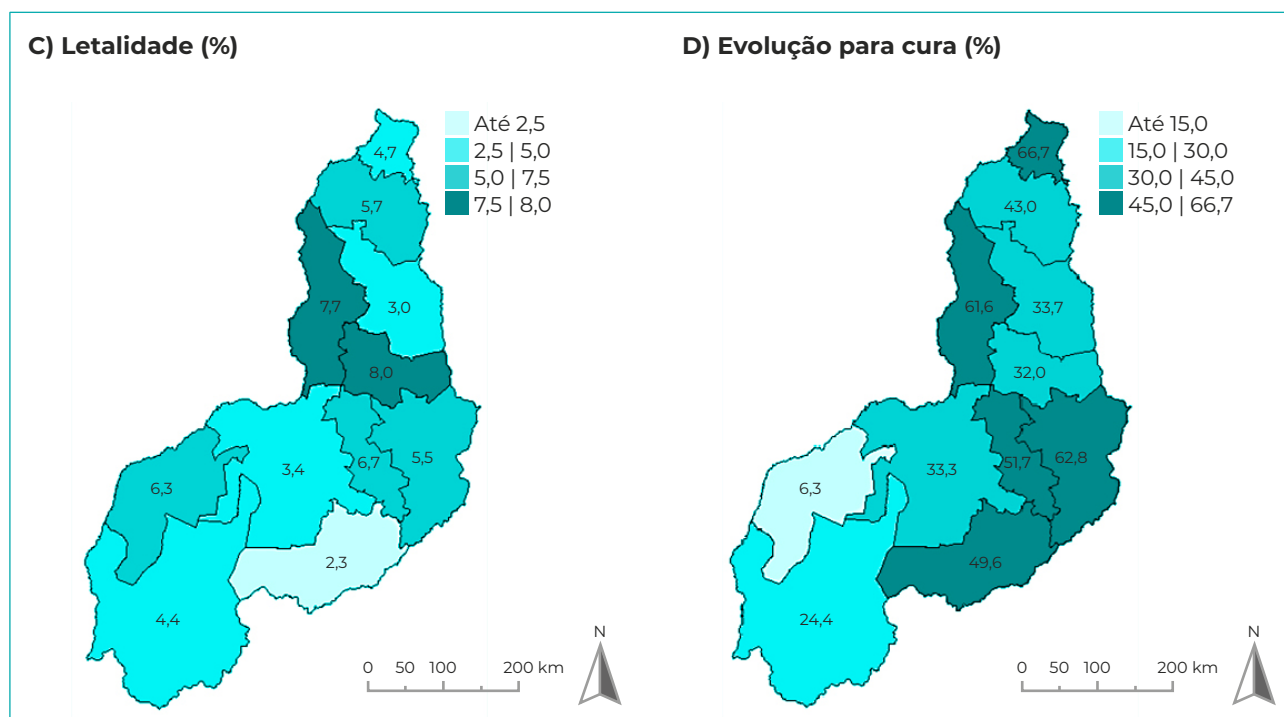 C) Letalidade (%)
Até 2,5
2,5 | 5,0
5,0 | 7,5
7,5 | 8,0
4,7
5,7
7,7
3,0
8,0
3,4
6,7
5,5
6,3
2,3
4,4
N
0 50 100 200 km
D) Evolução para cura (%)
Até 15,0
15,0 | 30,0
30,0 | 45,0
45,0 | 66,7
66,7
43,0
61,6
33,7
32,0
33,3
51,7
62,8
6,3
49,6
24,4
N
0 50 100 200 km